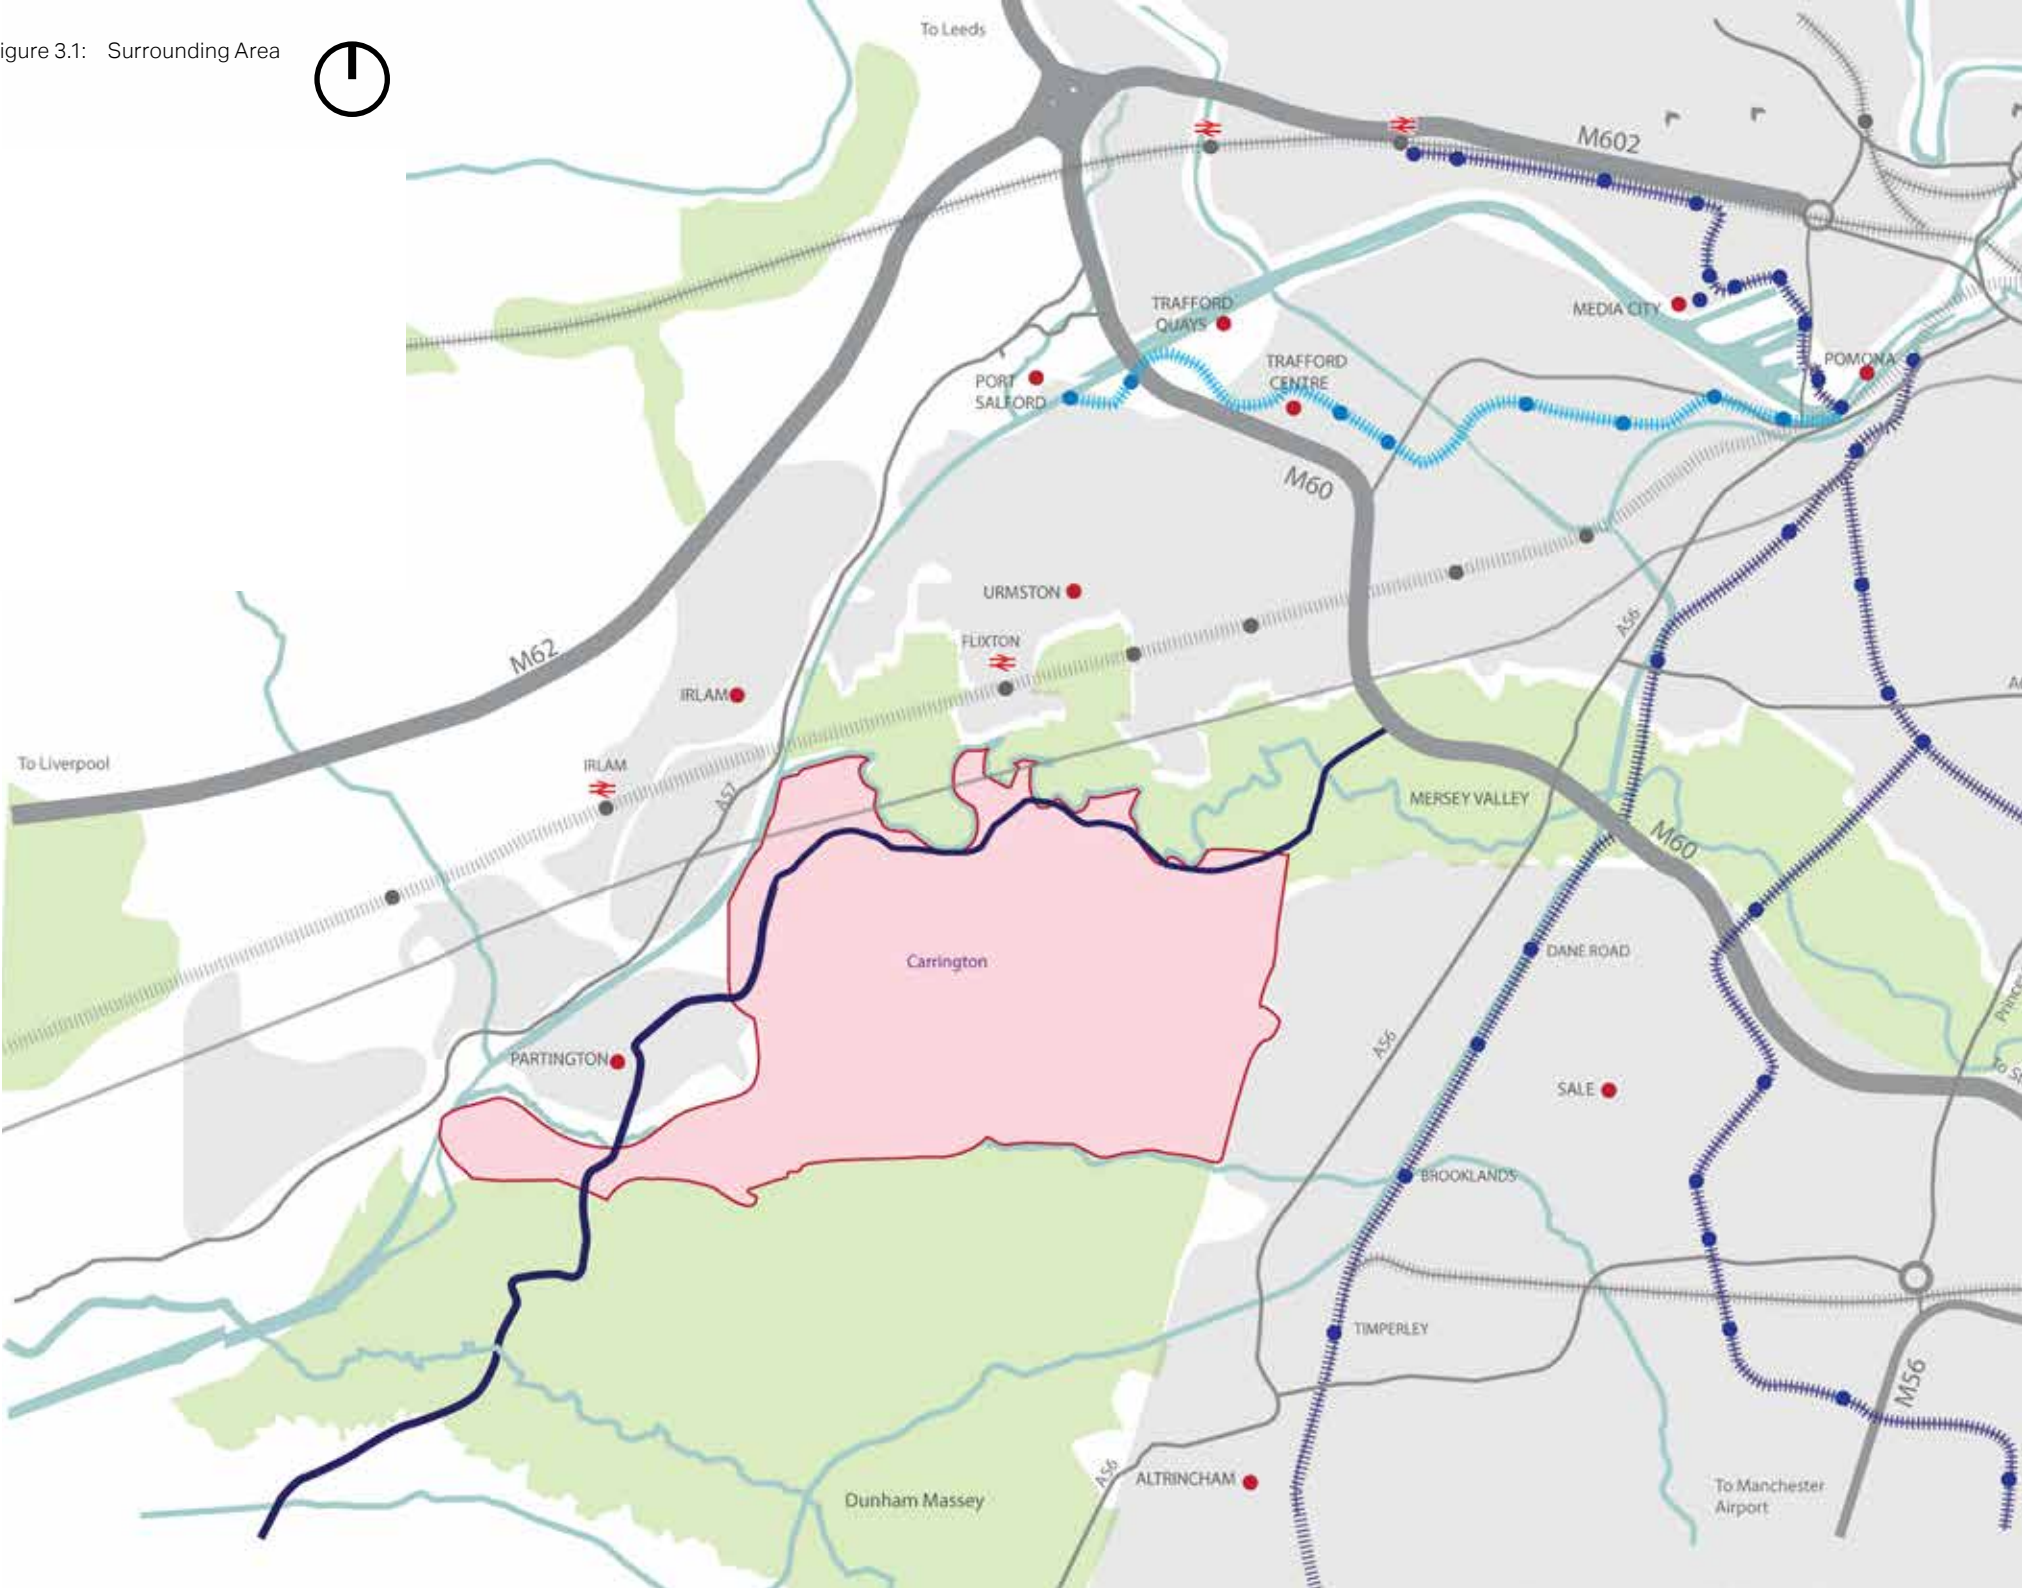 igure 3.1: Surrounding Area
To Leeds
M602
TRAFFORD
QUAYS
MEDIA CITY
TRAFFORD
CENTRE
POMONA
PORT
SALFORD
M60
URMSTON
A56
FLIXTON
M62
IRLAM
To Liverpool
IRLAM
A57
MERSEY VALLEY
M60
DANE ROAD
Carrington
A56
PARTINGTON
SALE
BROOKLANDS
TIMPERLEY
M56
A56
ALTRINCHAM
To Manchester
Airport
Dunham Massey